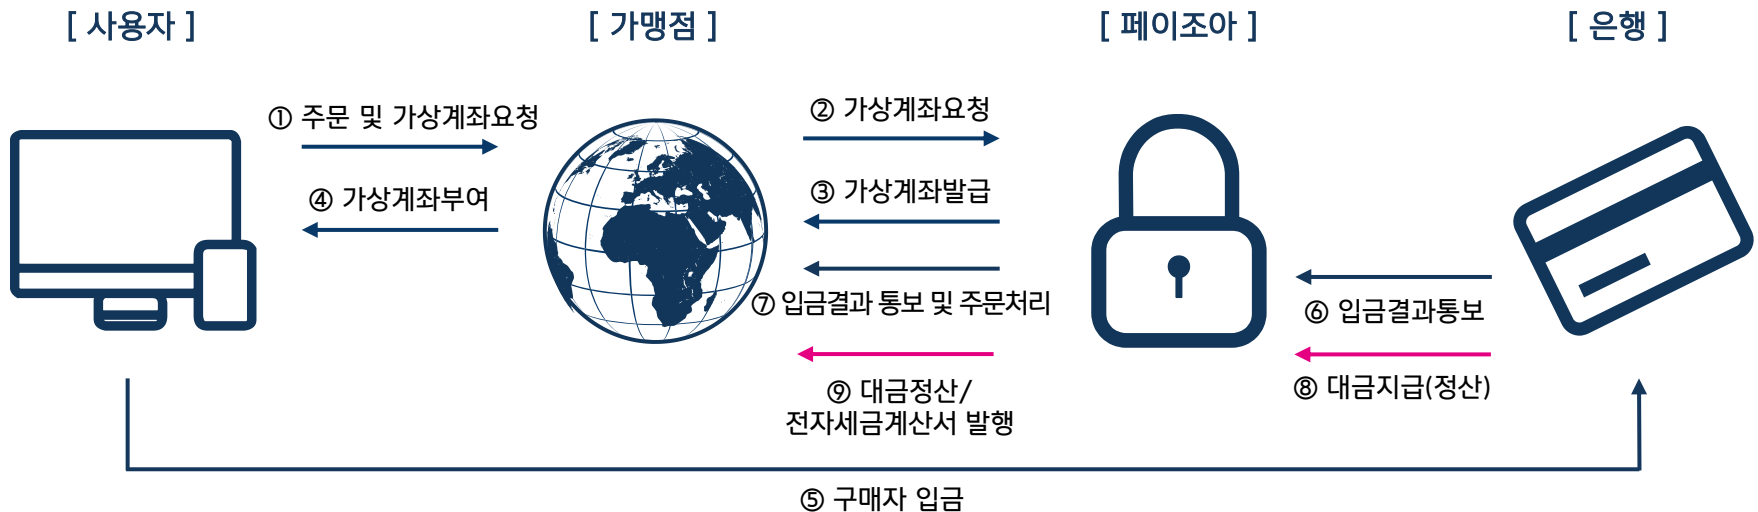 [ 사용자 ]
[ 가맹점 ]
[ 페이조아 ]
[ 은행 ]
① 주문 및 가상계좌요청
② 가상계좌요청
③ 가상계좌발급
④ 가상계좌부여
⑦ 입금결과 통보 및 주문처리
⑥ 입금결과통보
⑨ 대금정산/
전자세금계산서 발행
⑧ 대금지급(정산)
⑤ 구매자 입금